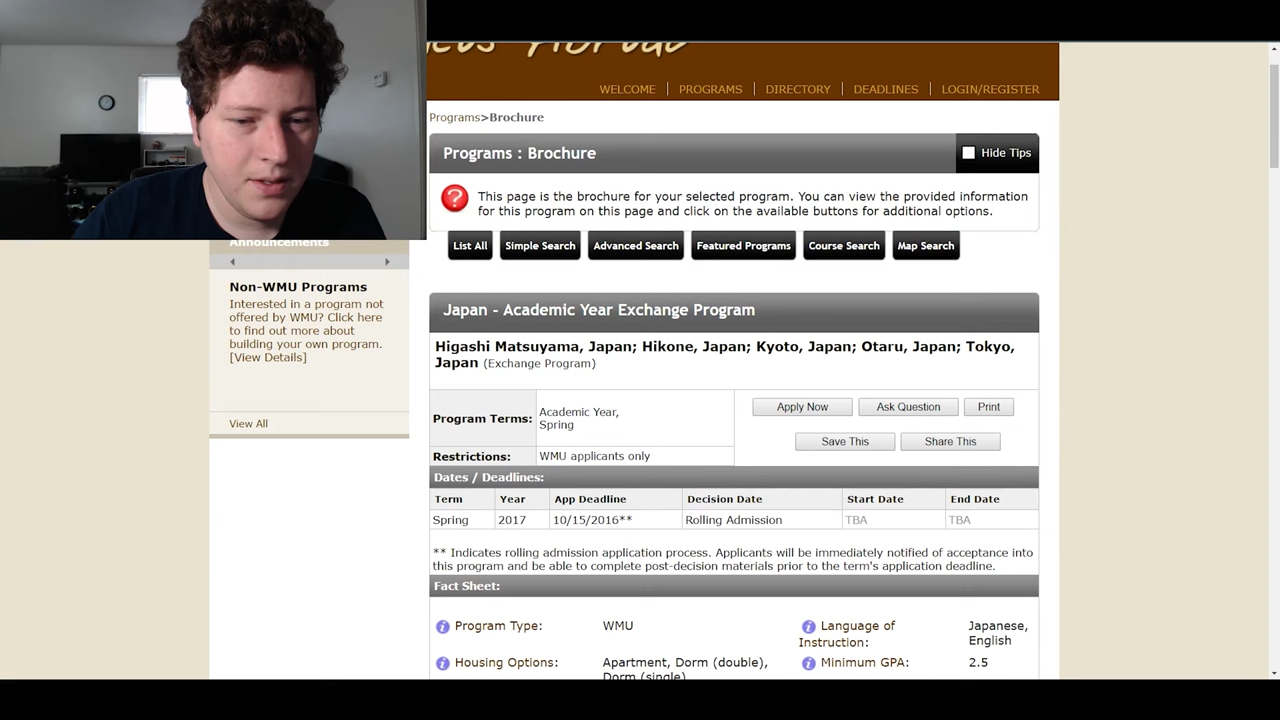 Abroad
WELCOME
PROGRAMS
DIRECTORY
DEADLINES
LOGIN/REGISTER
Programs>Brochure
Programs : Brochure
Hide Tips
This page is the brochure for your selected program. You can view the provided information
for this program on this page and click on the available buttons for additional options.
List All
Simple Search
Advanced Search
Featured Programs
Course Search
Map Search
Announcements
Non-WMU Programs
Interested in a program not
offered by WMU? Click here
to find out more about
building your own program.
[View Details]
View All
Japan - Academic Year Exchange Program
Higashi Matsuyama, Japan; Hikone, Japan; Kyoto, Japan; Otaru, Japan; Tokyo,
Japan (Exchange Program)
Program Terms:
Academic Year,
Spring
Restrictions:
WMU applicants only
Apply Now
Ask Question
Print
Save This
Share This
Dates / Deadlines:
Term
Year
App Deadline
Decision Date
Start Date
End Date
Spring
2017
10/15/2016**
Rolling Admission
TBA
TBA
** Indicates rolling admission application process. Applicants will be immediately notified of acceptance into
this program and be able to complete post-decision materials prior to the term's application deadline.
Fact Sheet:
Program Type:
WMU
Language of
Instruction:
Japanese,
English
Housing Options:
Apartment, Dorm (double),
Dorm (single)
Minimum GPA:
2.5